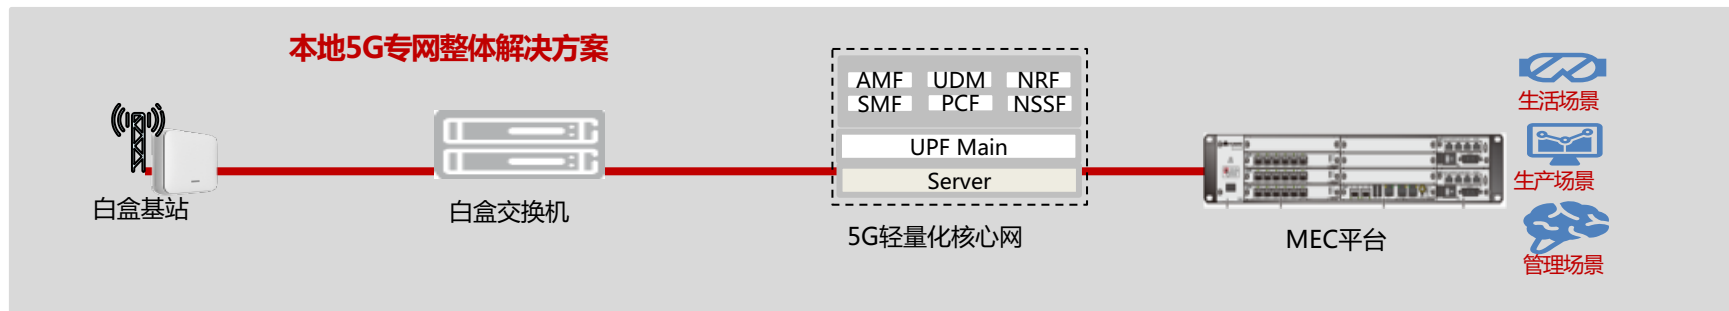 本地5G专网整体解决方案
AMF UDM NRF
SMF PCF NSSF
UPF Main
Server
白盒基站
白盒交换机
5G轻量化核心网
MEC平台
生活场景
生产场景
管理场景